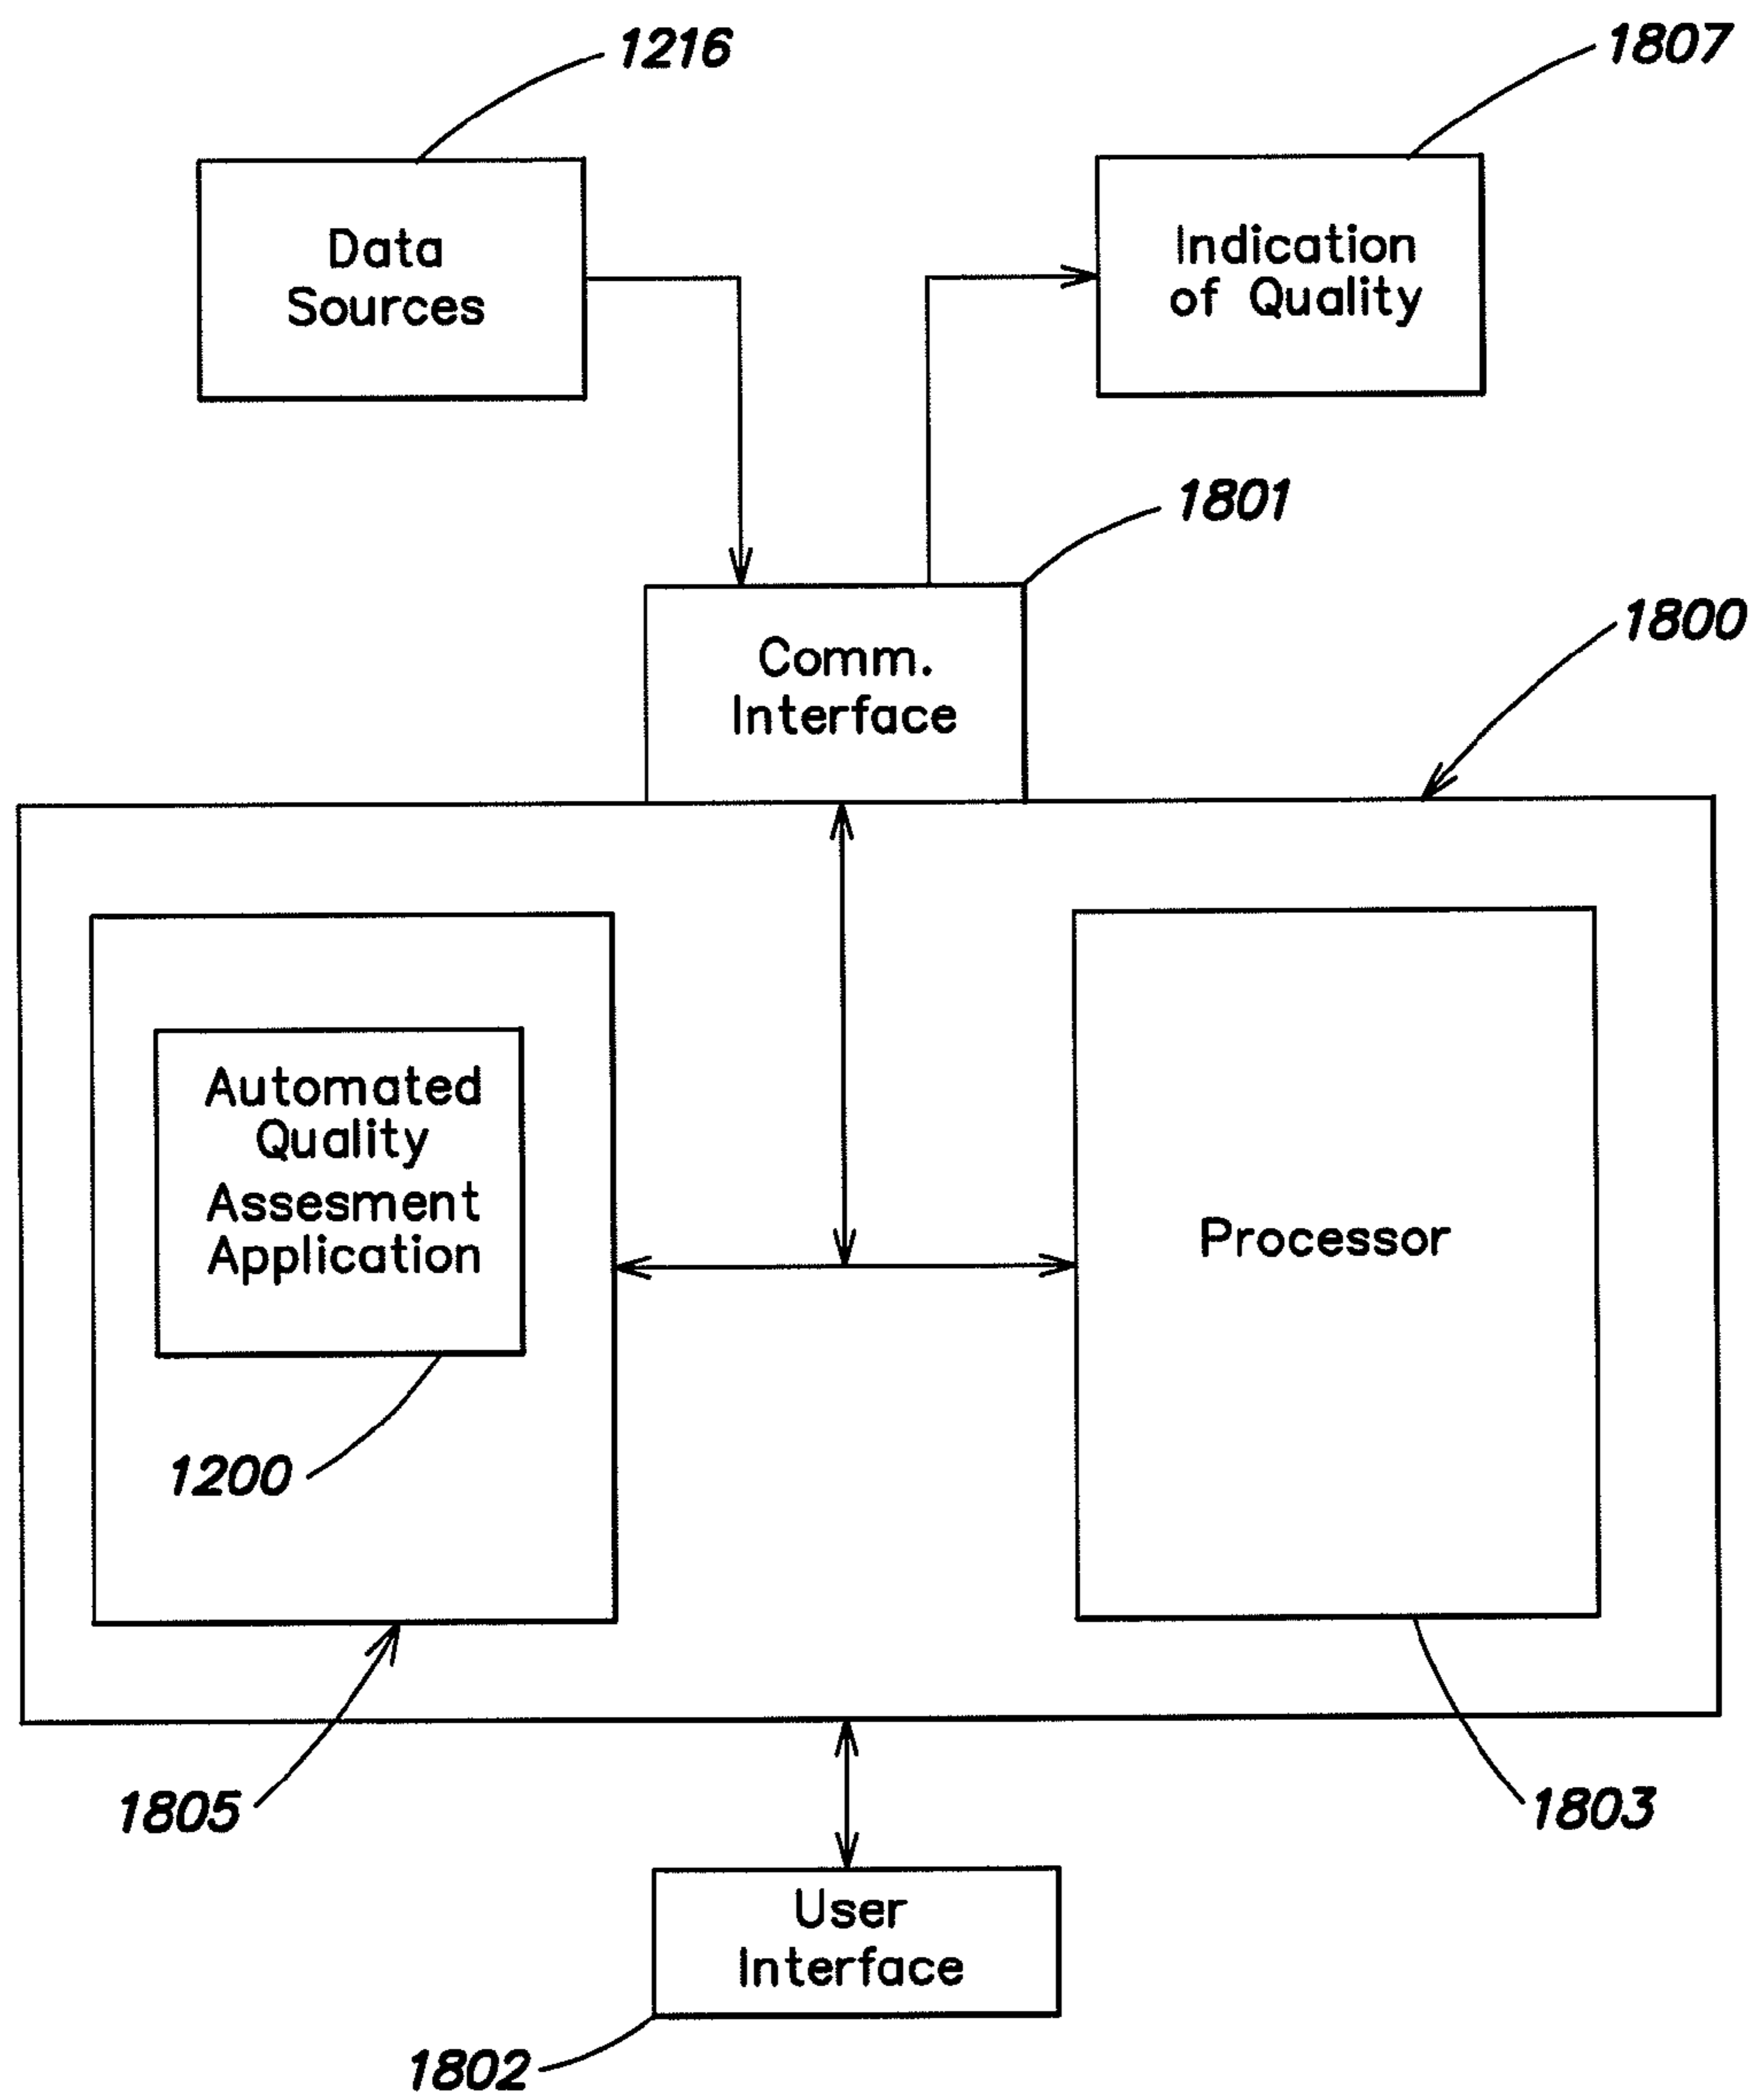 1216
1807
Data
Sources
Indication
of Quality
1801
Comm.
Interface
1800
Automated
Quality
Assesment
Application
Processor
1200
1805
1803
User
Interface
1802